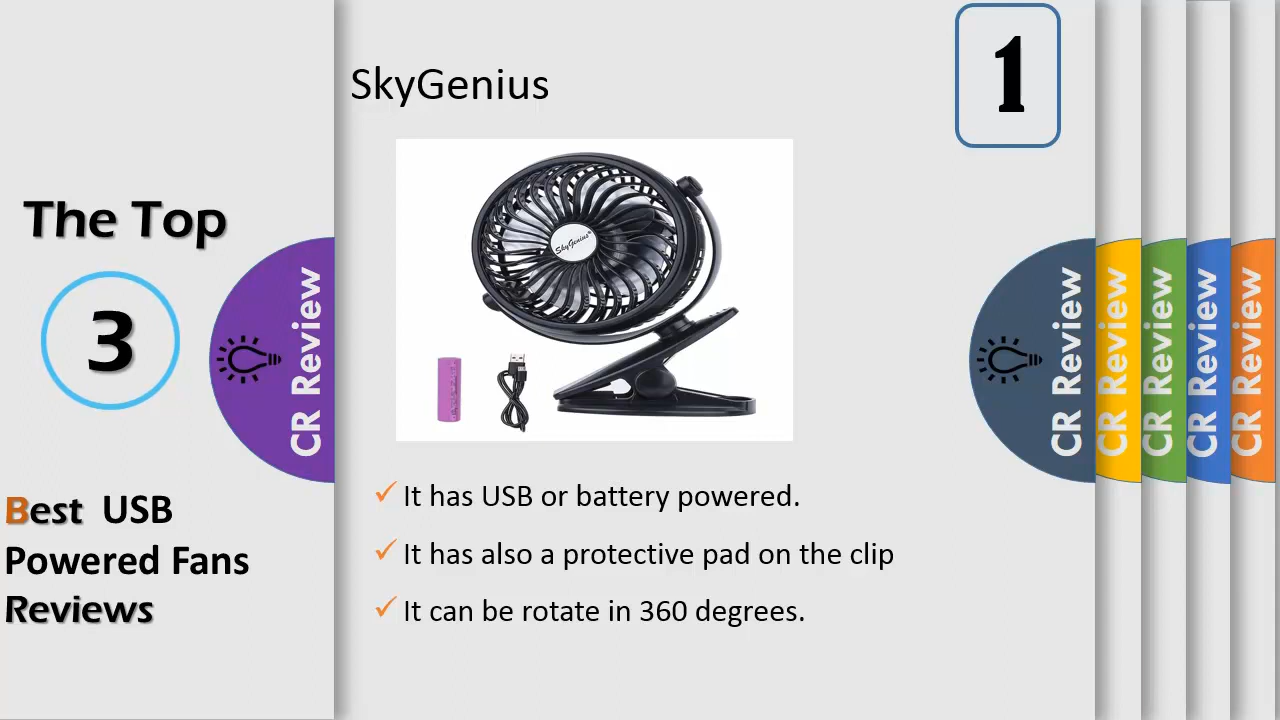 The Top
3
Best USB
Powered Fans
Reviews
CR Review
SkyGenius
1
SkyGenius
It has USB or battery powered.
It has also a protective pad on the clip
It can be rotate in 360 degrees.
CR Review
CR Review
CR Review
CR Review
CR Review